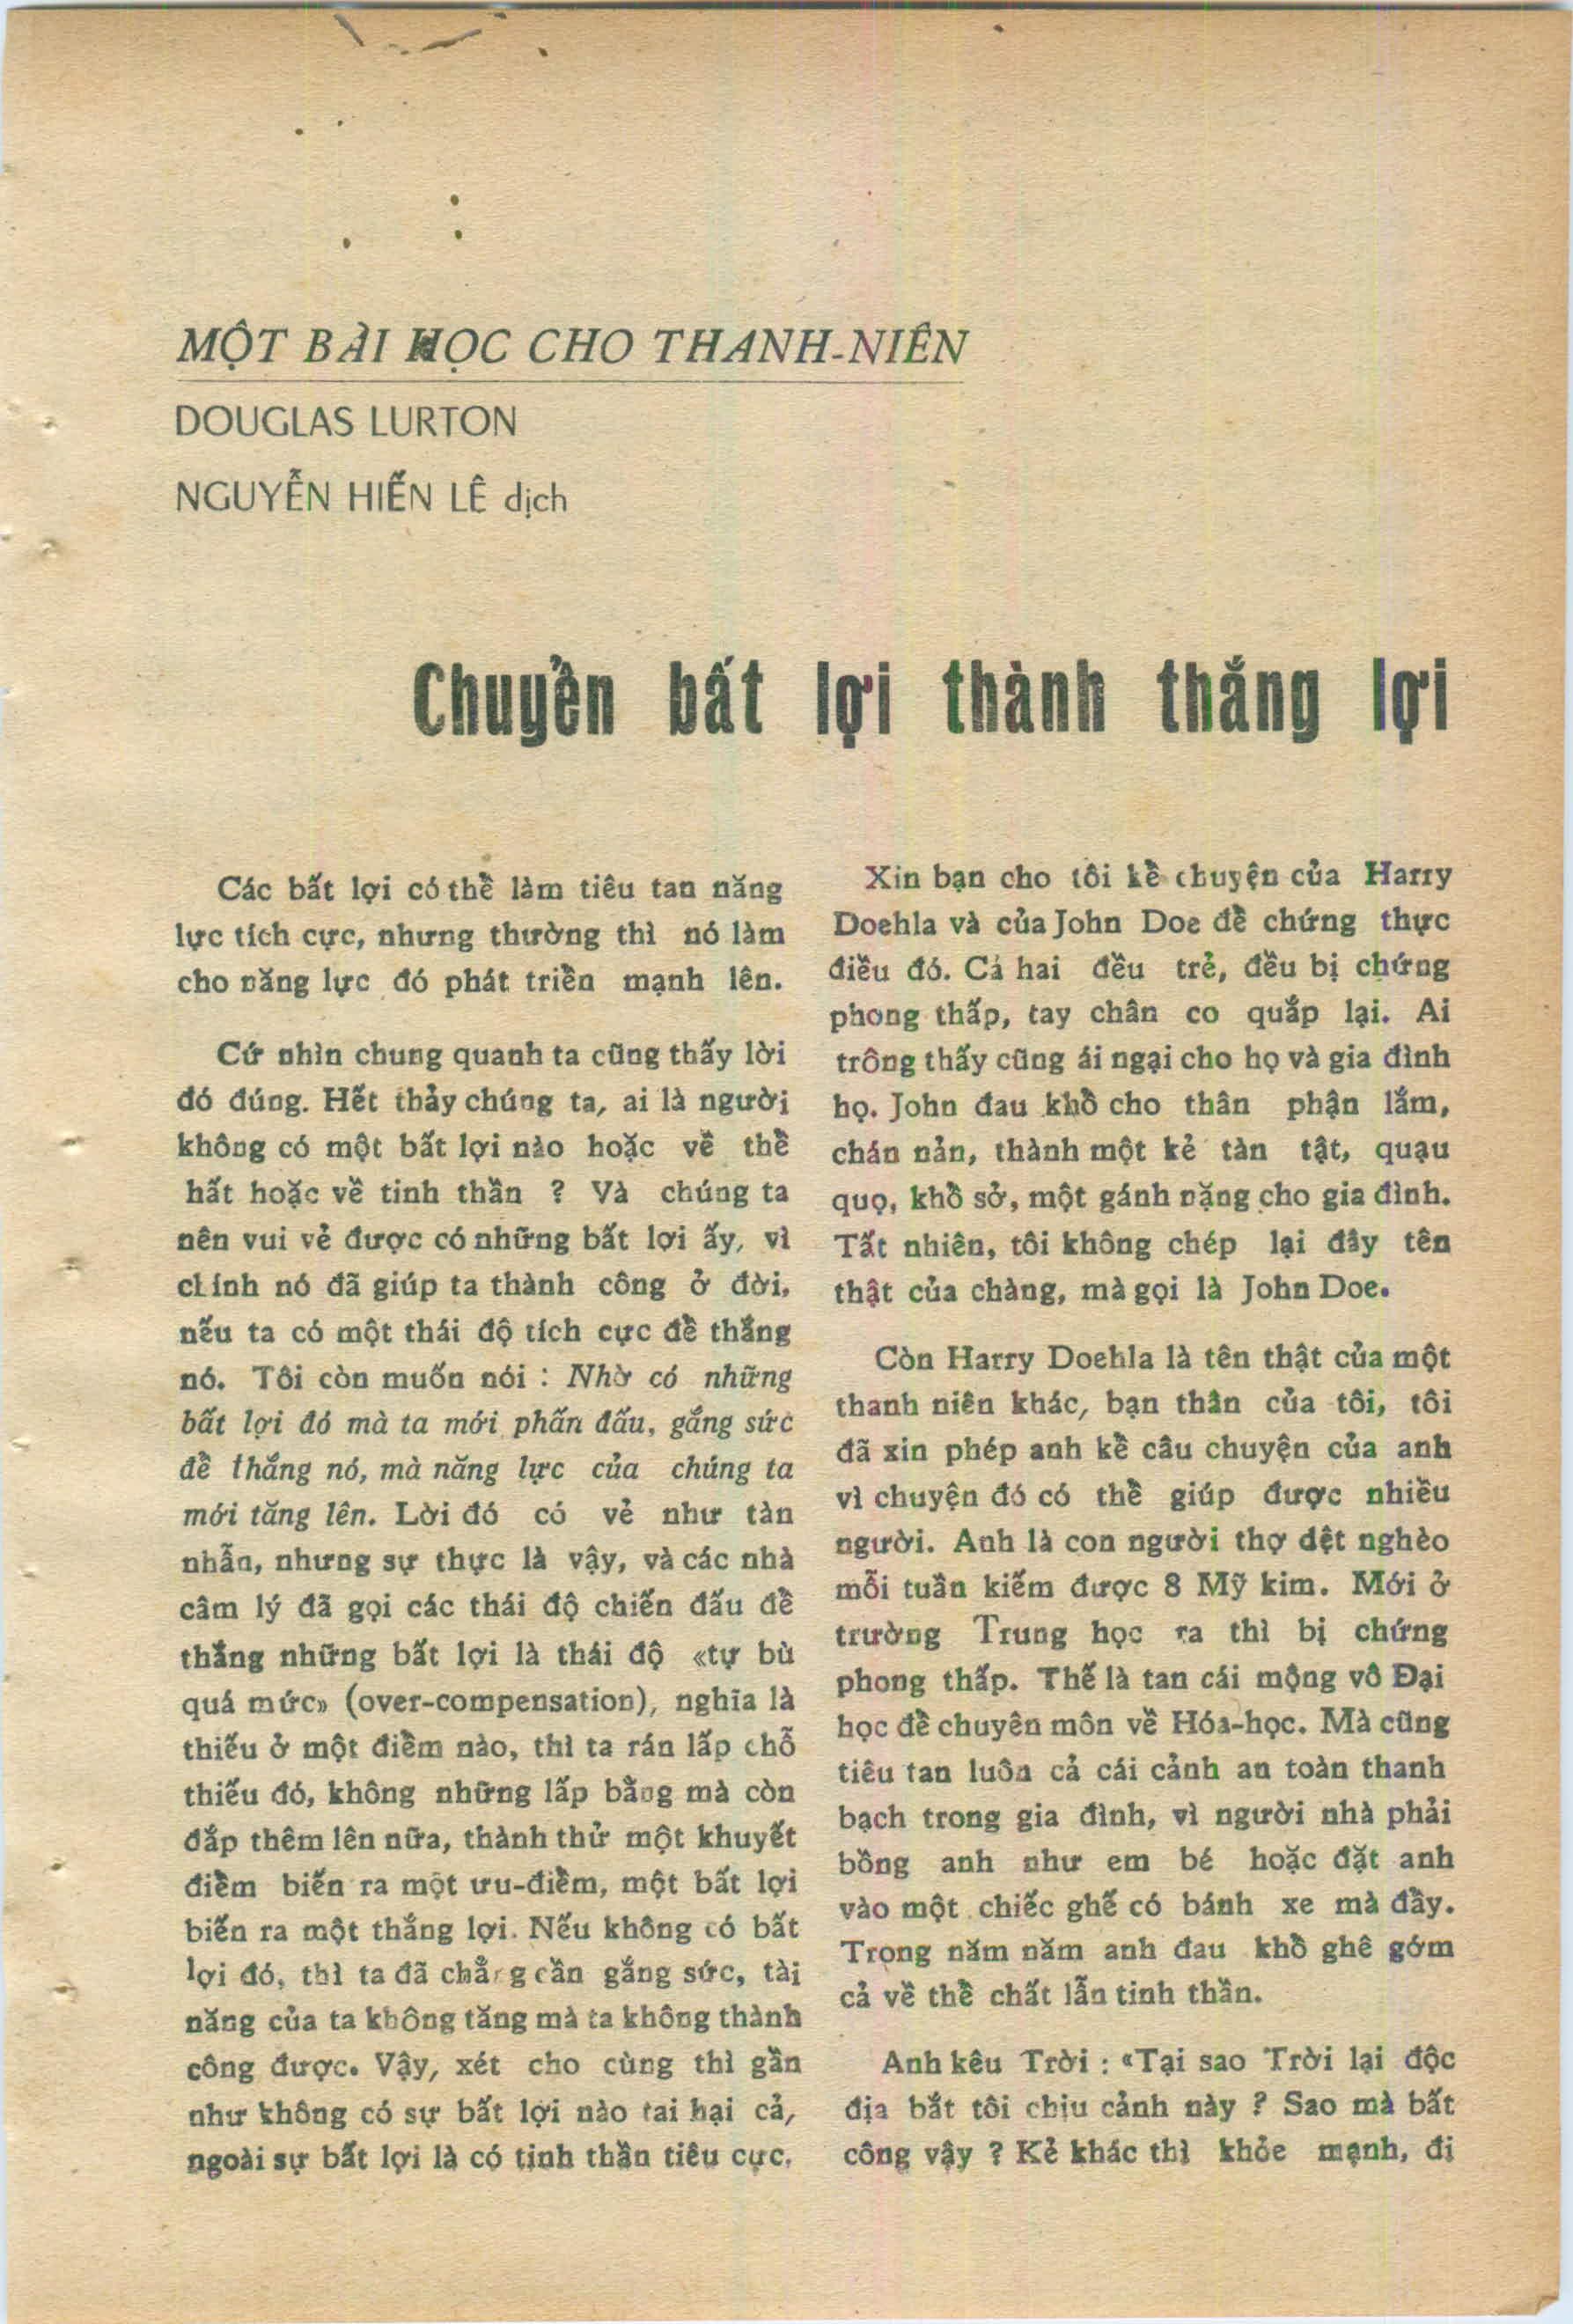 MỘT BÀI HỌC CHO THANH-NIÊN
DOUGLAS LURTON
NGUYỄN HIẾN LÊ dịch
Chuyển bất lợi thành thắng lợi
Các bất lợi có thể làm tiêu tan năng
lực tích cực, nhưng thường thì nó làm
cho năng lực đó phát triển mạnh lên.
Cứ nhìn chung quanh ta cũng thấy lời
đó đúng. Hết thảy chúng ta, ai là người
không có một bất lợi nào hoặc về thể
hất hoặc về tinh thần ? Và chúng ta
nên vui vẻ được có những bất lợi ấy, vì
chính nó đã giúp ta thành công ở đời,
nếu ta có một thái độ tích cực để thắng
nó. Tôi còn muốn nói : Nhờ có những
bất lợi đó mà ta mới phấn đấu, gắng sức
để thắng nó, mà năng lực của chúng ta
mới tăng lên. Lời đó có vẻ như tàn
nhẫn, nhưng sự thực là vậy, và các nhà
câm lý đã gọi các thái độ chiến đấu để
thắng những bất lợi là thái độ «tự bù
quá mức» (over-compensation), nghĩa là
thiếu ở một điểm nào, thì ta rán lấp chỗ
thiếu đó, không những lấp bằng mà còn
đắp thêm lên nữa, thành thử một khuyết
điểm biến ra một ưu-điểm, một bất lợi
biến ra một thắng lợi. Nếu không có bất
lợi đó, thì ta đã chẳng cần gắng sức, tài
năng của ta không tăng mà ta không thành
công được. Vậy, xét cho cùng thì gần
như không có sự bất lợi nào tai hại cả,
ngoài sự bất lợi là có tinh thần tiêu cực.
Xin bạn cho tôi kể chuyện của Harry
Doehla và của John Doe để chứng thực
điều đó. Cả hai đều trẻ, đều bị chứng
phong thấp, tay chân co quắp lại. Ai
trông thấy cũng ái ngại cho họ và gia đình
họ. John đau khổ cho thân phận lắm,
chán nản, thành một kẻ tàn tật, quạu
quọ, khổ sở, một gánh nặng cho gia đình.
Tất nhiên, tôi không chép lại đây tên
thật của chàng, mà gọi là John Doe.
Còn Harry Doehla là tên thật của một
thanh niên khác, bạn thân của tôi, tôi
đã xin phép anh kể câu chuyện của anh
vì chuyện đó có thể giúp được nhiều
người. Anh là con người thợ dệt nghèo
mỗi tuần kiếm được 8 Mỹ kim. Mới ở
trường Trung học ra thì bị chứng
phong thấp. Thế là tan cái mộng vô Đại
học để chuyên môn về Hóa-học. Mà cũng
tiêu tan luôn cả cái cảnh an toàn thanh
bạch trong gia đình, vì người nhà phải
bồng anh như em bé hoặc đặt anh
vào một chiếc ghế có bánh xe mà đẩy.
Trong năm năm anh đau khổ ghê gớm
cả về thể chất lẫn tinh thần.
Anh kêu Trời : «Tại sao Trời lại độc
địa bắt tôi chịu cảnh này ? Sao mà bất
công vậy ? Kẻ khác thì khỏe mạnh, đi